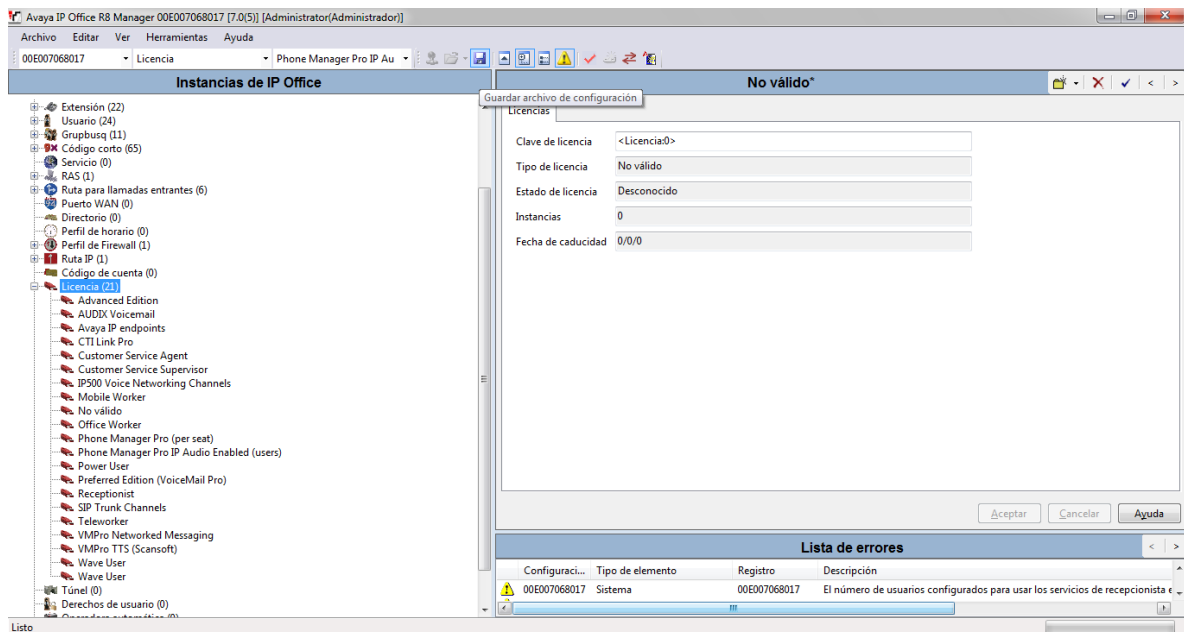 Avaya IP Office R8 Manager 00E007068017 [7.0(5)] [Administrator(Administrador)]
Archivo Editar Ver Herramientas Ayuda
00E007068017 Licencia Phone Manager Pro IP Au
Instancias de IP Office
Extensión (22)
Usuario (24)
Grupbusq (11)
Código corto (65)
Servicio (0)
RAS (1)
Ruta para llamadas entrantes (6)
Puerto WAN (0)
Directorio (0)
Perfil de horario (0)
Perfil de Firewall (1)
Ruta IP (1)
Código de cuenta (0)
Licencia (21)
Advanced Edition
AUDIX Voicemail
Avaya IP endpoints
CTI Link Pro
Customer Service Agent
Customer Service Supervisor
IP500 Voice Networking Channels
Mobile Worker
No válido
Office Worker
Phone Manager Pro (per seat)
Phone Manager Pro IP Audio Enabled (users)
Power User
Preferred Edition (VoiceMail Pro)
Receptionist
SIP Trunk Channels
Teleworker
VMPro Networked Messaging
VMPro TTS (Scansoft)
Wave User
Wave User
Túnel (0)
Derechos de usuario (0)
No válido*
Guardar archivo de configuración
Licencias
Clave de licencia <Licencia:0>
Tipo de licencia No válido
Estado de licencia Desconocido
Instancias 0
Fecha de caducidad 0/0/0
Aceptar Cancelar Ayuda
Lista de errores
Configuraci... Tipo de elemento Registro Descripción
00E007068017 Sistema 00E007068017 El número de usuarios configurados para usar los servicios de recepcionista
Listo